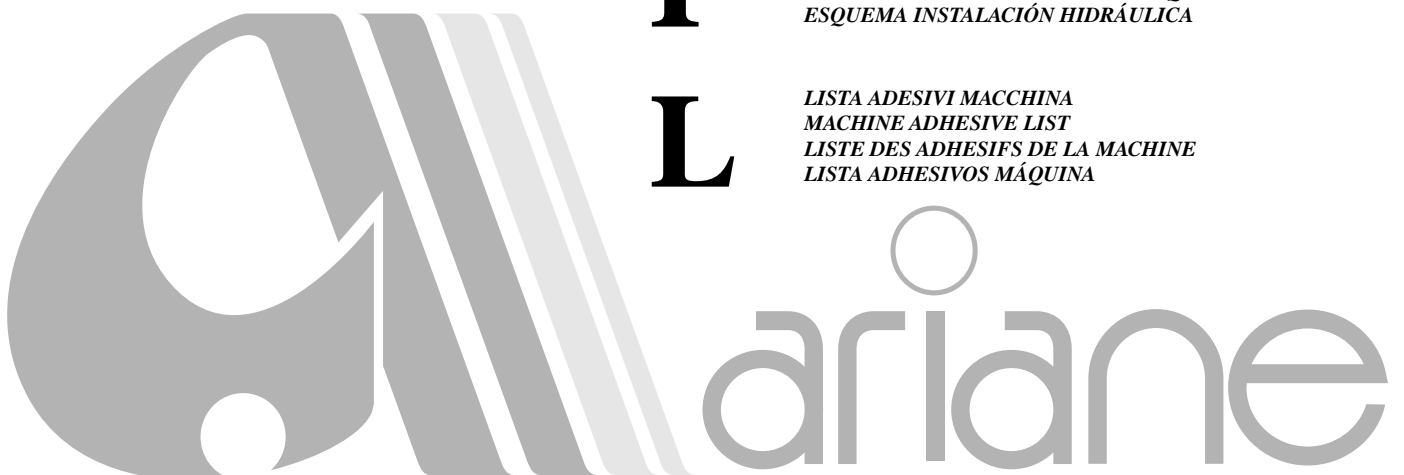 ESQUEMA INSTALACIÓN HIDRÁULICA
L
LISTA ADESIVI MACCHINA
MACHINE ADHESIVE LIST
LISTE DES ADHESIFS DE LA MACHINE
LISTA ADHESIVOS MÁQUINA
ariane